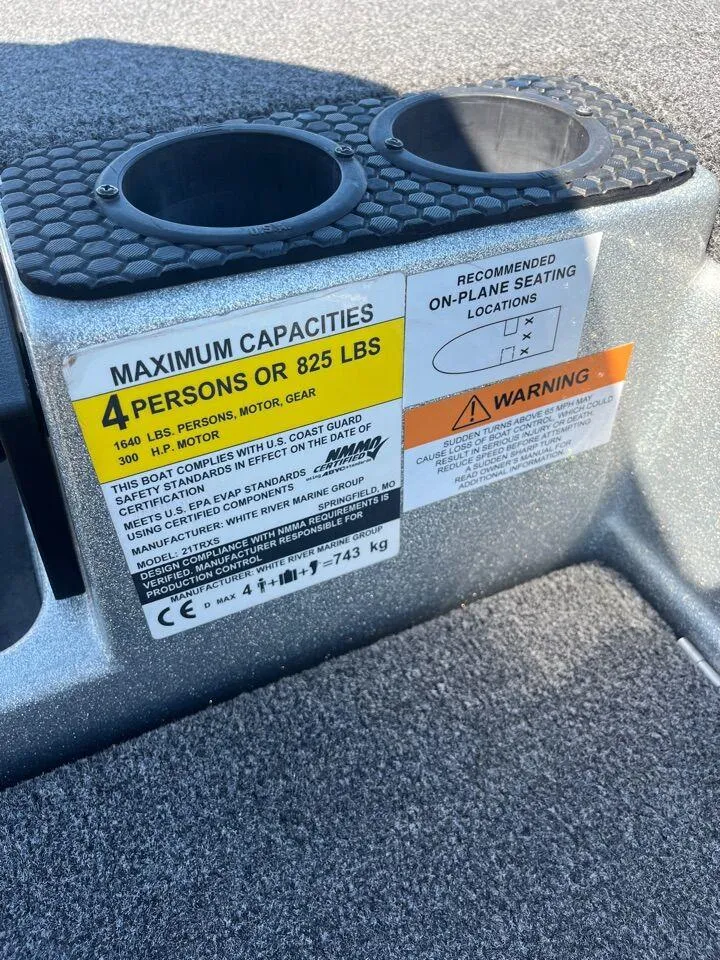 U.S.A.
MAXIMUM CAPACITIES
4 PERSONS OR 825 LBS
1640 LBS. PERSONS, MOTOR, GEAR
300 H.P. MOTOR
THIS BOAT COMPLIES WITH U.S. COAST GUARD
SAFETY STANDARDS IN EFFECT ON THE DATE OF
CERTIFICATION
NMMA
CERTIFIED
using ABYC standards
MEETS U.S. EPA EVAP STANDARDS
USING CERTIFIED COMPONENTS
MANUFACTURER: WHITE RIVER MARINE GROUP
MODEL: 21TRXS SPRINGFIELD, MO
DESIGN COMPLIANCE WITH NMMA REQUIREMENTS IS
VERIFIED. MANUFACTURER RESPONSIBLE FOR
PRODUCTION CONTROL
MANUFACTURER: WHITE RIVER MARINE GROUP
CE D MAX 4 + + =743 kg
RECOMMENDED
ON-PLANE SEATING
LOCATIONS
X
X
X
WARNING
SUDDEN TURNS ABOVE 65 MPH MAY
CAUSE LOSS OF BOAT CONTROL, WHICH COULD
RESULT IN SERIOUS INJURY OR DEATH.
REDUCE SPEED BEFORE ATTEMPTING
A SUDDEN SHARP TURN.
READ OWNER'S MANUAL FOR
ADDITIONAL INFORMATION.